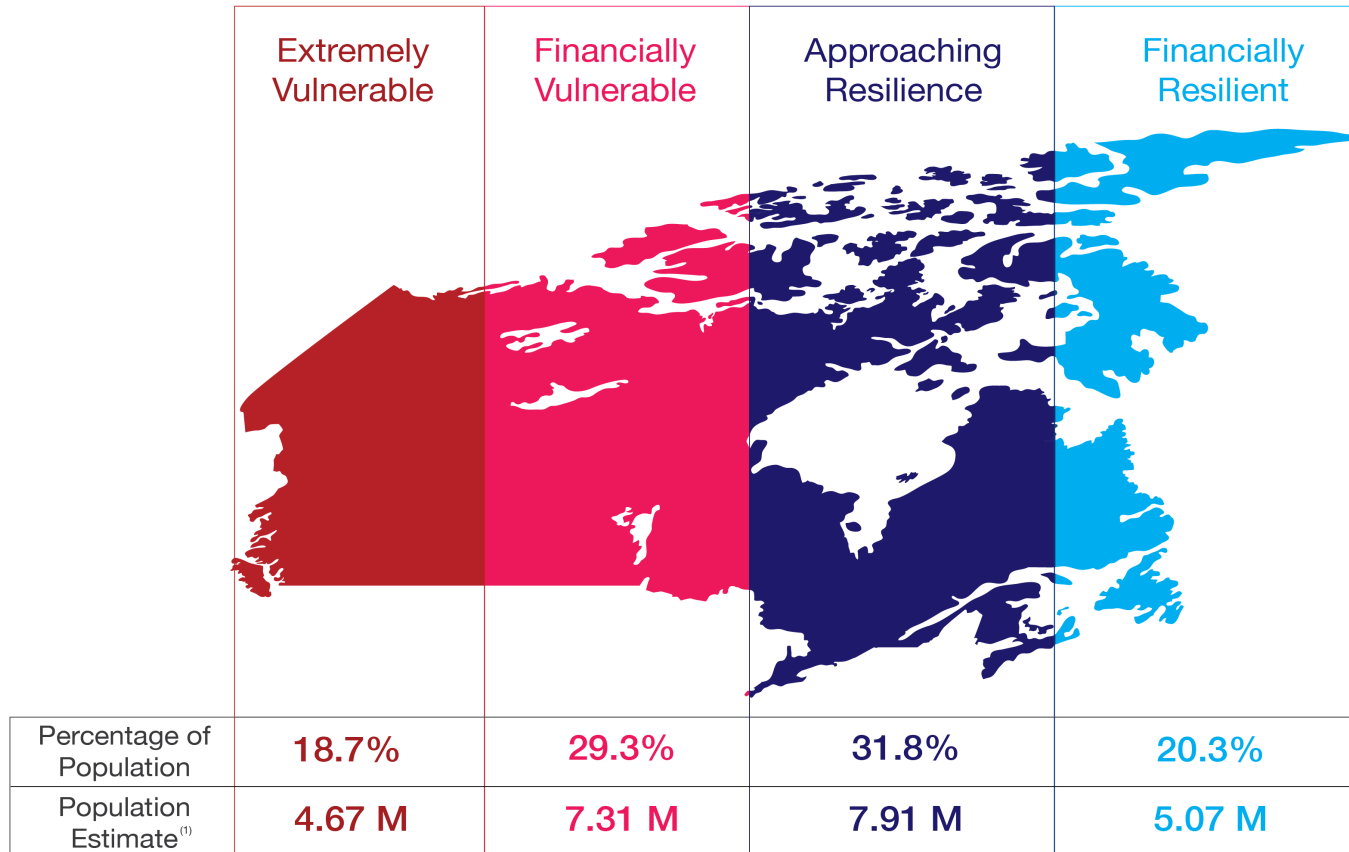 Extremely
Vulnerable
Financially
Vulnerable
Approaching
Resilience
Financially
Resilient
Percentage of
Population
18.7%
29.3%
31.8%
20.3%
Population
Estimate(1)
4.67 M
7.31 M
7.91 M
5.07 M